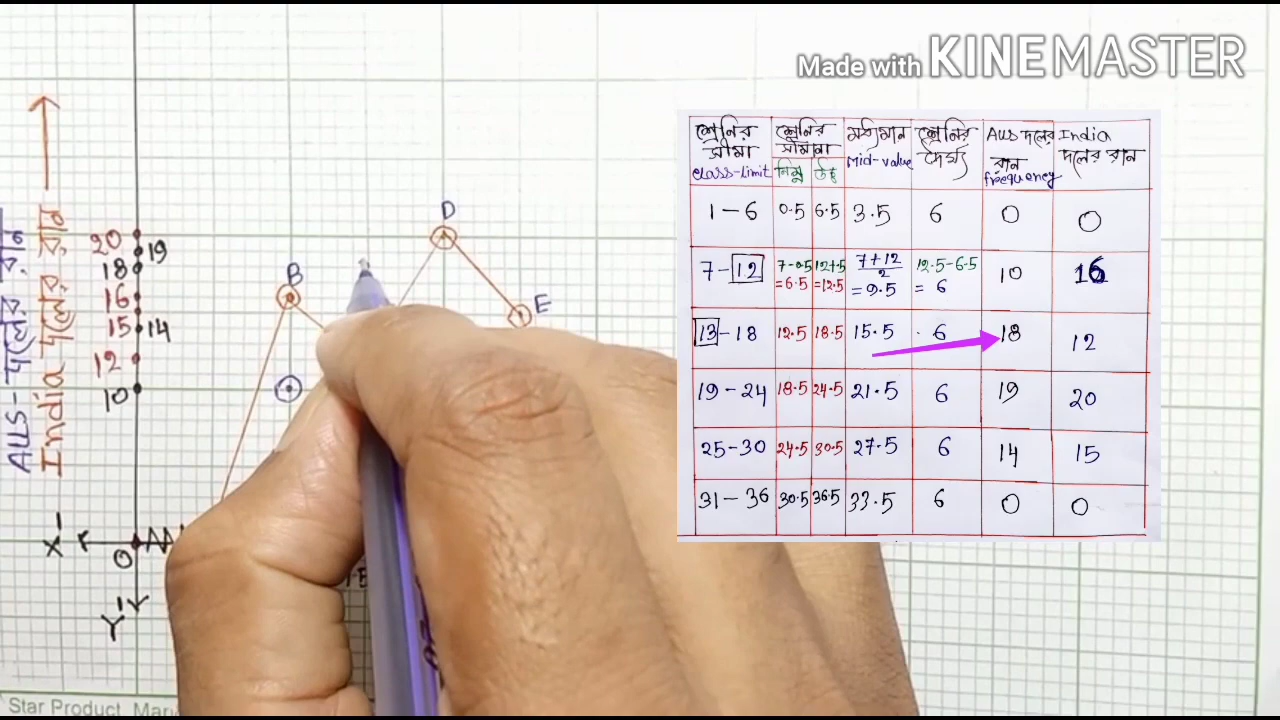 Made with KINEMASTER
শ্রেনির সীমা class-limit
শ্রেনির সীমানা
নিম্ন উর্দ্ধ
মধ্যমান Mid-value
শ্রেনির দৈর্ঘ্য
AUS দলের রান frequency
India দলের রান
1-6 0.5 6.5 3.5 6 0 0
7-12 7-0.5=6.5 12+.5=12.5 7+12/2=9.5 12.5-6.5=6 10 16
13-18 12.5 18.5 15.5 6 18 12
19-24 18.5 24.5 21.5 6 19 20
25-30 24.5 30.5 27.5 6 14 15
31-36 30.5 36.5 33.5 6 0 0
AUS-দলের রান
India দলের রান
20
19
18
16
15 14
12
10
B
D
E
X'
O
Y'
Star Product,